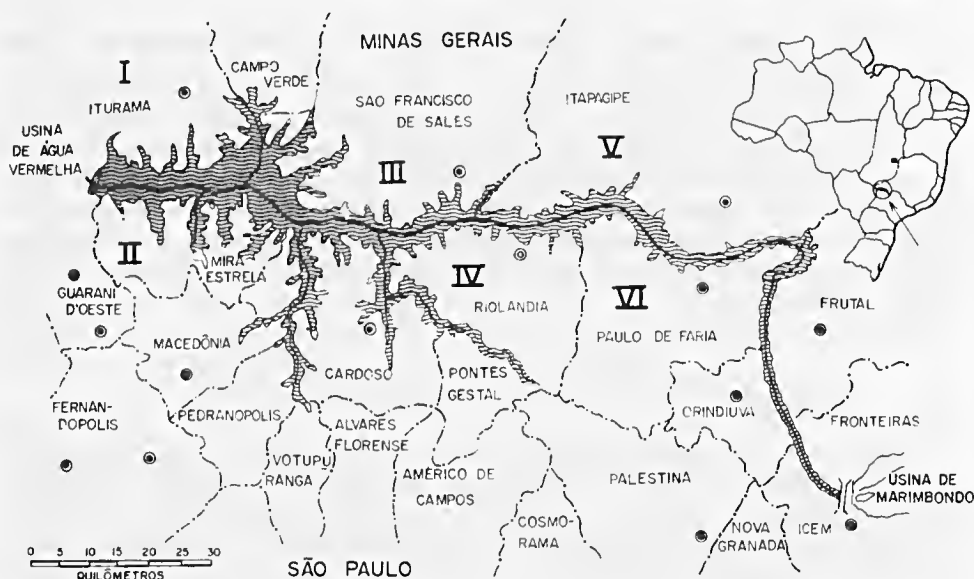 MINAS GERAIS
I
CAMPO
VERDE
ITURAMA
SAO FRANCISCO
DE SALES
ITAPAGIPE
USINA
DE ÁGUA
VERMELHA
III
V
II
MIRA
ESTRELA
IV
GUARANI
D'OESTE
RIOLANDIA
VI
FRUTAL
MACEDÔNIA
PAULO DE FARIA
CARDOSO
PONTES
GESTAL
FERNAN-
DOPOLIS
PEDRANOPOLIS
ALVARES
FLORENSE
ORINDIUVA
FRONTEIRAS
VOTUPU
RANGA
AMÉRICO DE
CAMPOS
PALESTINA
USINA DE
MARIMBONDO
COSMO-
RAMA
NOVA
GRANADA
ICEM
0 5 10 15 20 25 30
QUILÔMETROS
SÃO PAULO